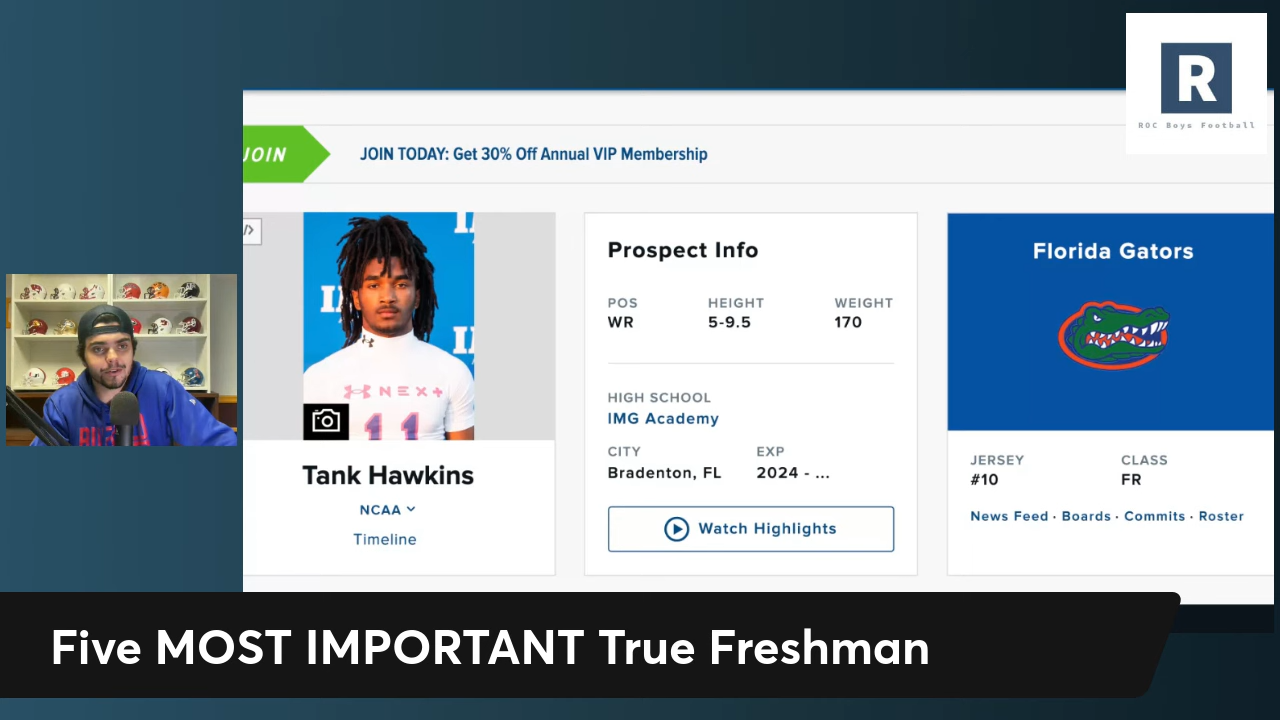 R
ROC Boys Football
JOIN
JOIN TODAY: Get 30% Off Annual VIP Membership
</>
NEXT
11
Tank Hawkins
NCAA
Timeline
Prospect Info
POS HEIGHT WEIGHT
WR 5-9.5 170
HIGH SCHOOL
IMG Academy
CITY EXP
Bradenton, FL 2024 - ...
Watch Highlights
Florida Gators
JERSEY CLASS
#10 FR
News Feed · Boards · Commits · Roster
Five MOST IMPORTANT True Freshman